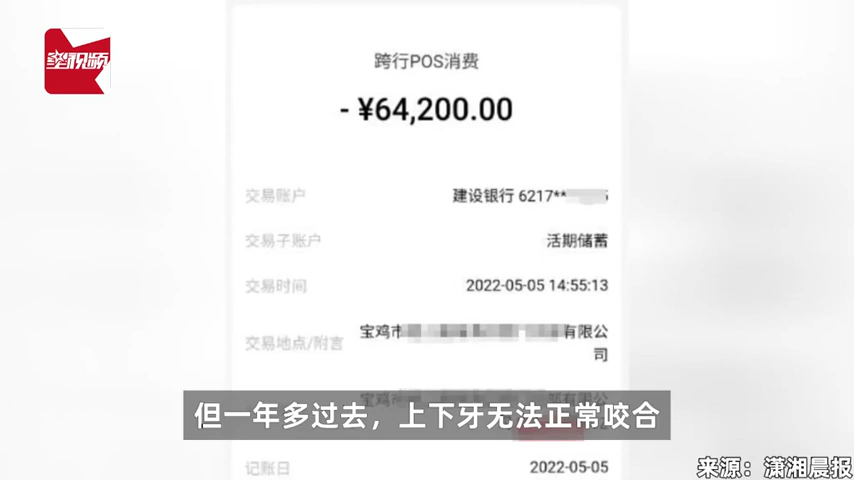 星视频
跨行POS消费
- ¥64,200.00
交易账户
建设银行 6217**
交易子账户
活期储蓄
交易时间
2022-05-05 14:55:13
交易地点/附言
宝鸡市
有限公
司
但一年多过去，上下牙无法正常咬合
记账日
2022-05-05
来源：潇湘晨报